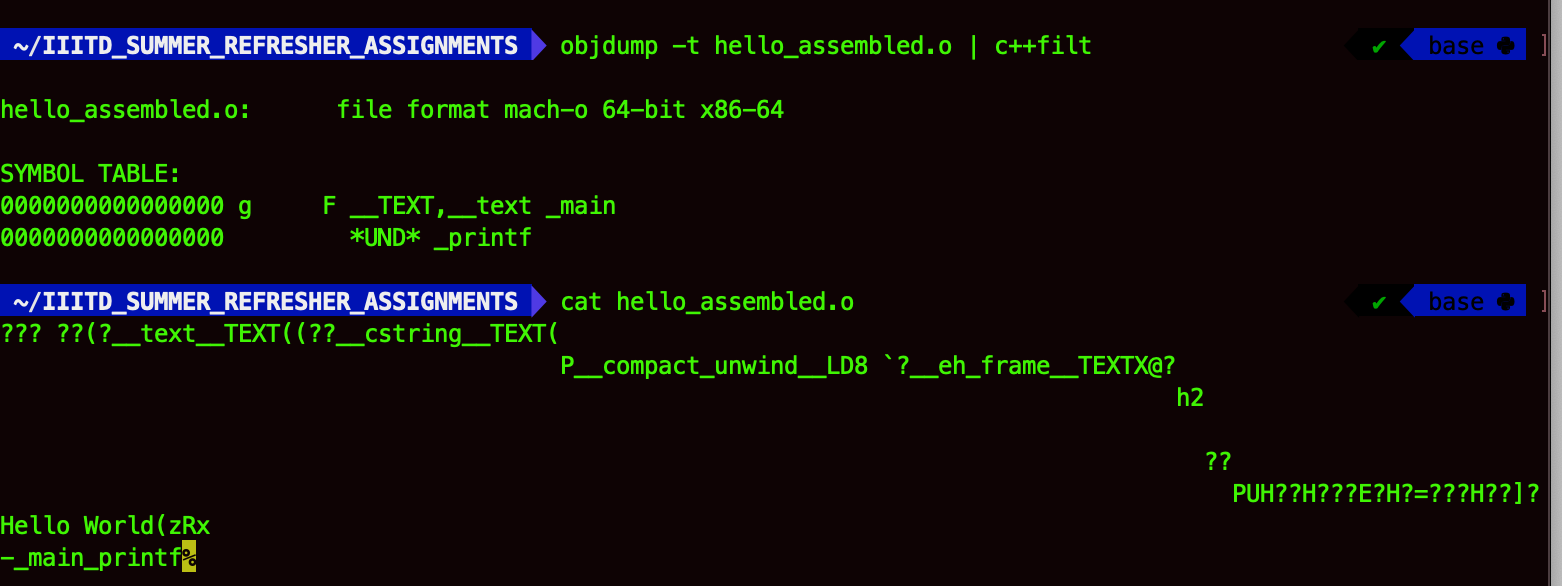 ~/IIITD_SUMMER_REFRESHER_ASSIGNMENTS objdump -t hello_assembled.o | c++filt ✔ base ]
hello_assembled.o: file format mach-o 64-bit x86-64
SYMBOL TABLE:
0000000000000000 g F __TEXT,__text _main
0000000000000000 *UND* _printf
~/IIITD_SUMMER_REFRESHER_ASSIGNMENTS cat hello_assembled.o ✔ base ]
??? ??(?__text__TEXT((??__cstring__TEXT(
P__compact_unwind__LD8 `?__eh_frame__TEXTX@?
h2
??
PUH??H???E?H?=???H??]?
Hello World(zRx
-_main_printf%